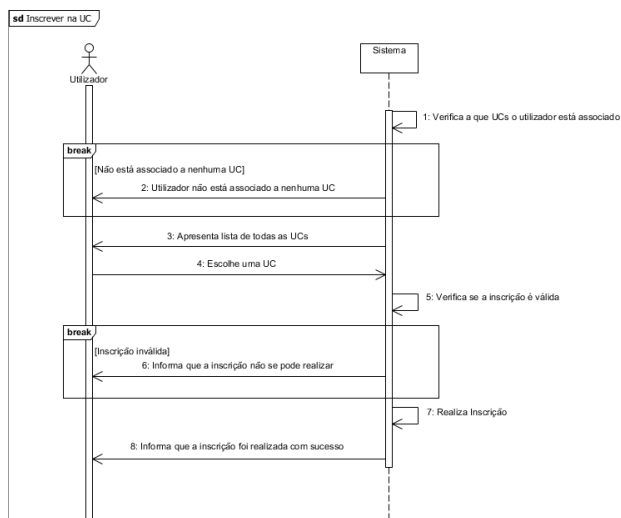 sd Inscrever na UC
Utilizador
Sistema
1: Verifica a que UCs o utilizador está associado
break
[Não está associado a nenhuma UC]
2: Utilizador não está associado a nenhuma UC
3: Apresenta lista de todas as UCs
4: Escolhe uma UC
5: Verifica se a inscrição é válida
break
[Inscrição inválida]
6: Informa que a inscrição não se pode realizar
7: Realiza Inscrição
8: Informa que a inscrição foi realizada com sucesso